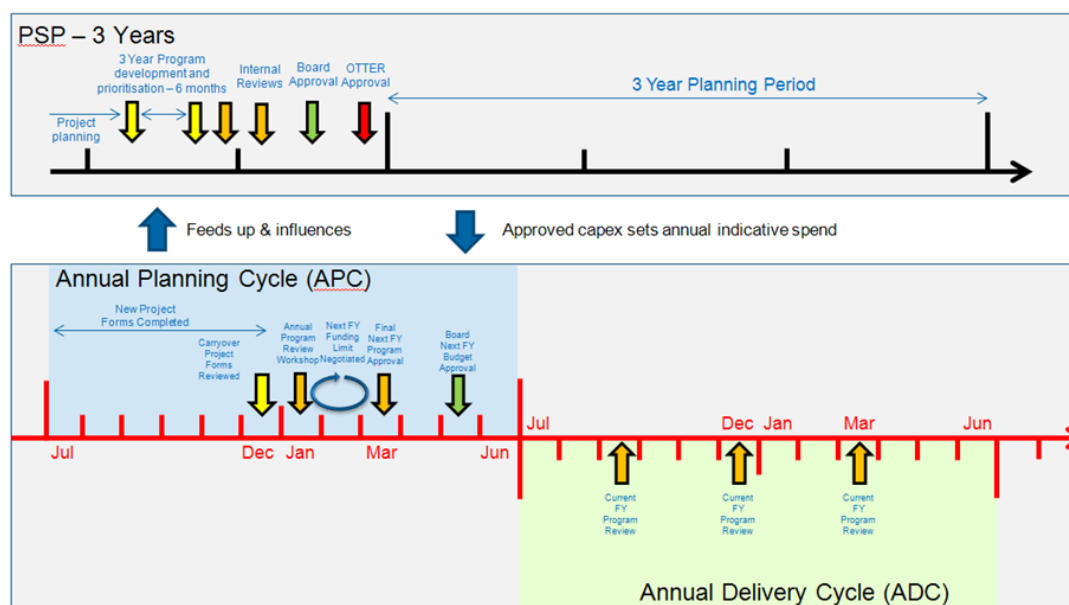 PSP – 3 Years
3 Year Program
development and
prioritisation – 6 months
Internal
Reviews
Board
Approval
OTTER
Approval
3 Year Planning Period
Project
planning
Feeds up & influences
Approved capex sets annual indicative spend
Annual Planning Cycle (APC)
New Project
Forms Completed
Carryover
Project
Forms
Reviewed
Annual
Program
Review
Workshop
Next FY
Funding
Limit
Negotiated
Final
Next FY
Program
Approval
Board
Next FY
Budget
Approval
Jul
Dec
Jan
Mar
Jun
Jul
Dec
Jan
Mar
Jun
Current
FY
Program
Review
Current
FY
Program
Review
Current
FY
Program
Review
Annual Delivery Cycle (ADC)